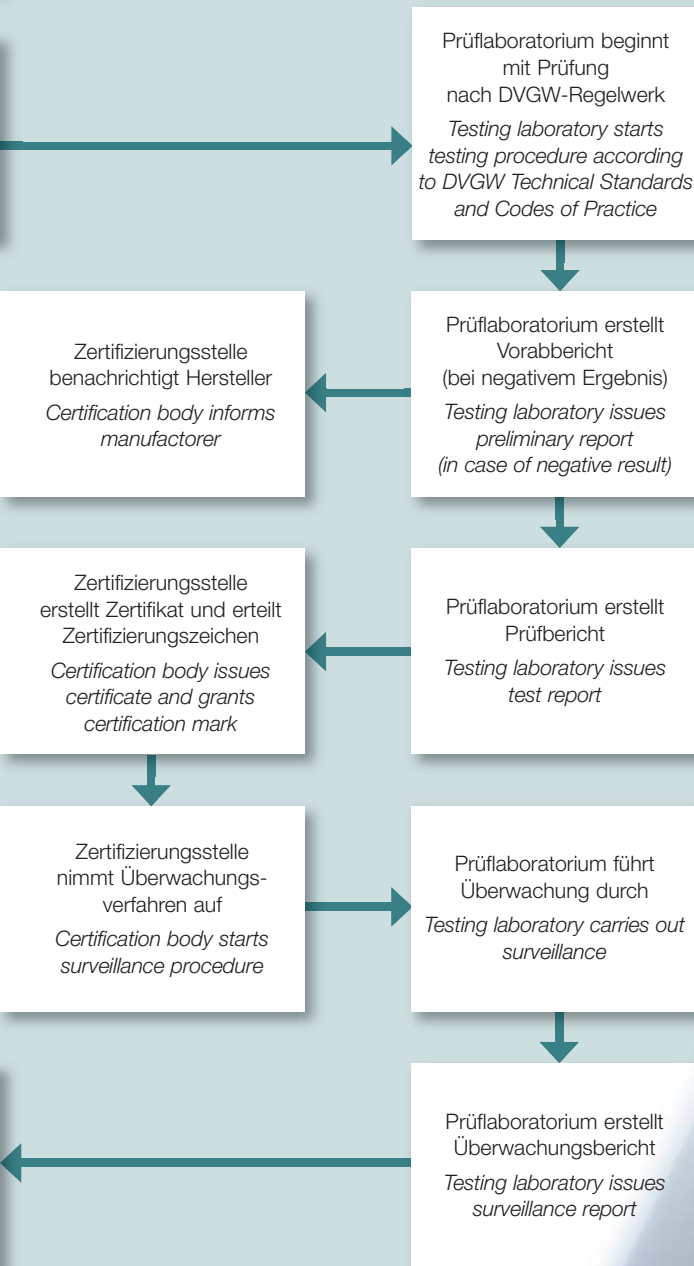 Prüflaboratorium beginnt
mit Prüfung
nach DVGW-Regelwerk
Testing laboratory starts
testing procedure according
to DVGW Technical Standards
and Codes of Practice
Zertifizierungsstelle
benachrichtigt Hersteller
Certification body informs
manufactorer
Prüflaboratorium erstellt
Vorabbericht
(bei negativem Ergebnis)
Testing laboratory issues
preliminary report
(in case of negative result)
Zertifizierungsstelle
erstellt Zertifikat und erteilt
Zertifizierungszeichen
Certification body issues
certificate and grants
certification mark
Prüflaboratorium erstellt
Prüfbericht
Testing laboratory issues
test report
Zertifizierungsstelle
nimmt Überwachungs-
verfahren auf
Certification body starts
surveillance procedure
Prüflaboratorium führt
Überwachung durch
Testing laboratory carries out
surveillance
Prüflaboratorium erstellt
Überwachungsbericht
Testing laboratory issues
surveillance report